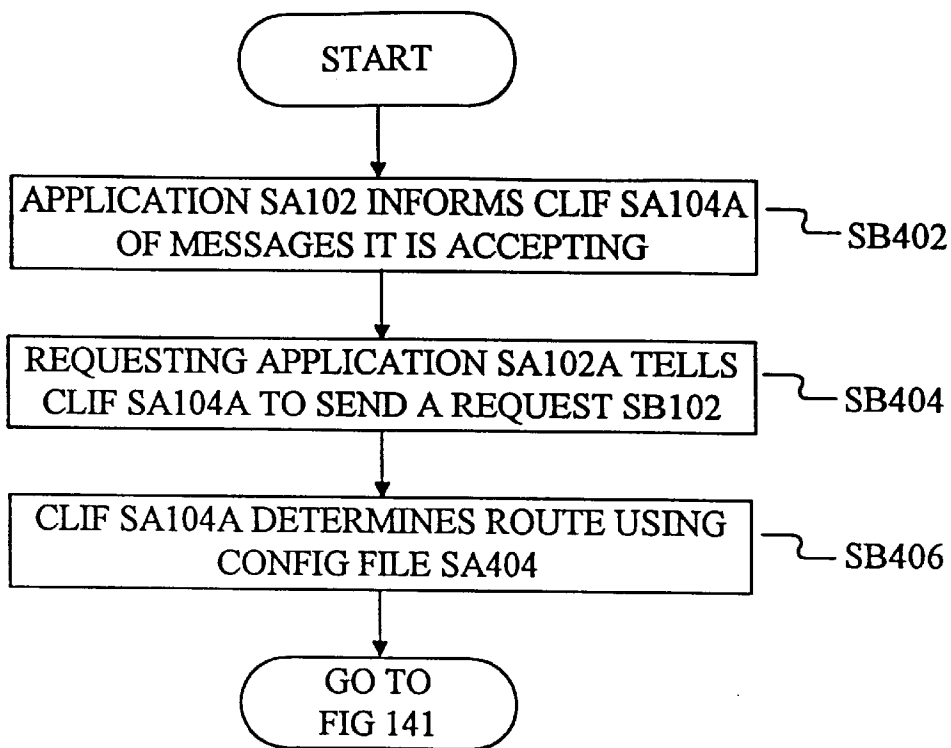 START
APPLICATION SA102 INFORMS CLIF SA104A
OF MESSAGES IT IS ACCEPTING
SB402
REQUESTING APPLICATION SA102A TELLS
CLIF SA104A TO SEND A REQUEST SB102
SB404
CLIF SA104A DETERMINES ROUTE USING
CONFIG FILE SA404
SB406
GO TO
FIG 141